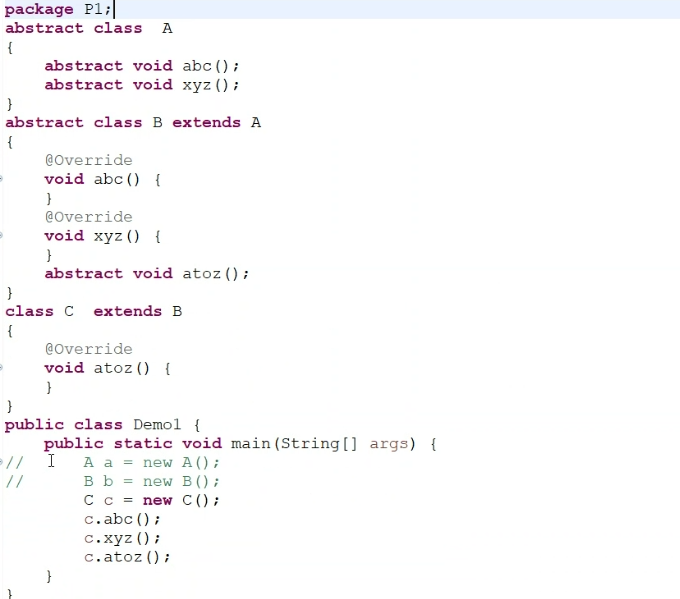 package P1;
abstract class  A
{
    abstract void abc();
    abstract void xyz();
}
abstract class B extends A
{
    @Override
    void abc() {
    }
    @Override
    void xyz() {
    }
    abstract void atoz();
}
class C  extends B
{
    @Override
    void atoz() {
    }
}
public class Demo1 {
    public static void main(String[] args) {
//      A a = new A();
//      B b = new B();
        C c = new C();
        c.abc();
        c.xyz();
        c.atoz();
    }
}